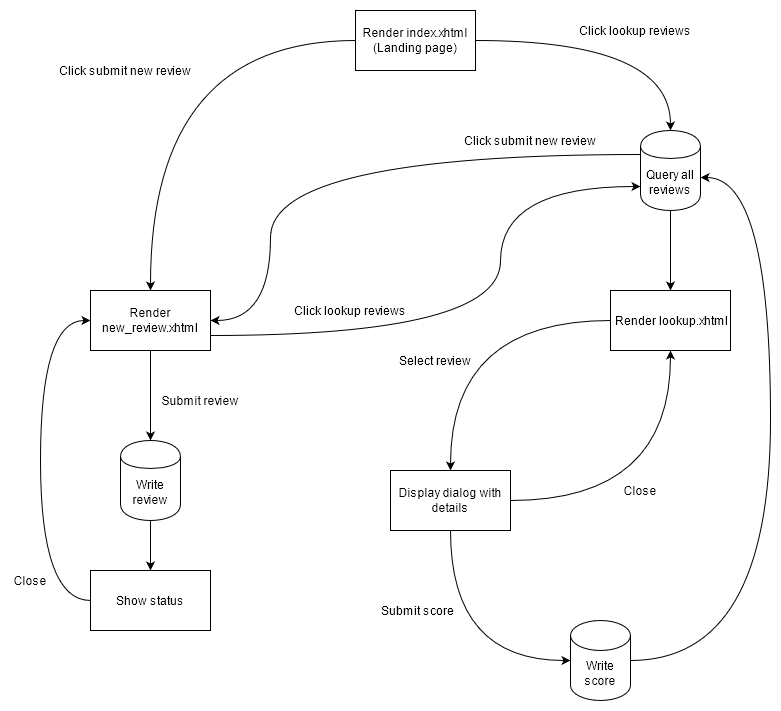 Render index.xhtml
(Landing page)
Click lookup reviews
Click submit new review
Click submit new review
Query all
reviews
Render
new_review.xhtml
Click lookup reviews
Render lookup.xhtml
Select review
Submit review
Write
review
Display dialog with
details
Close
Close
Show status
Submit score
Write
score